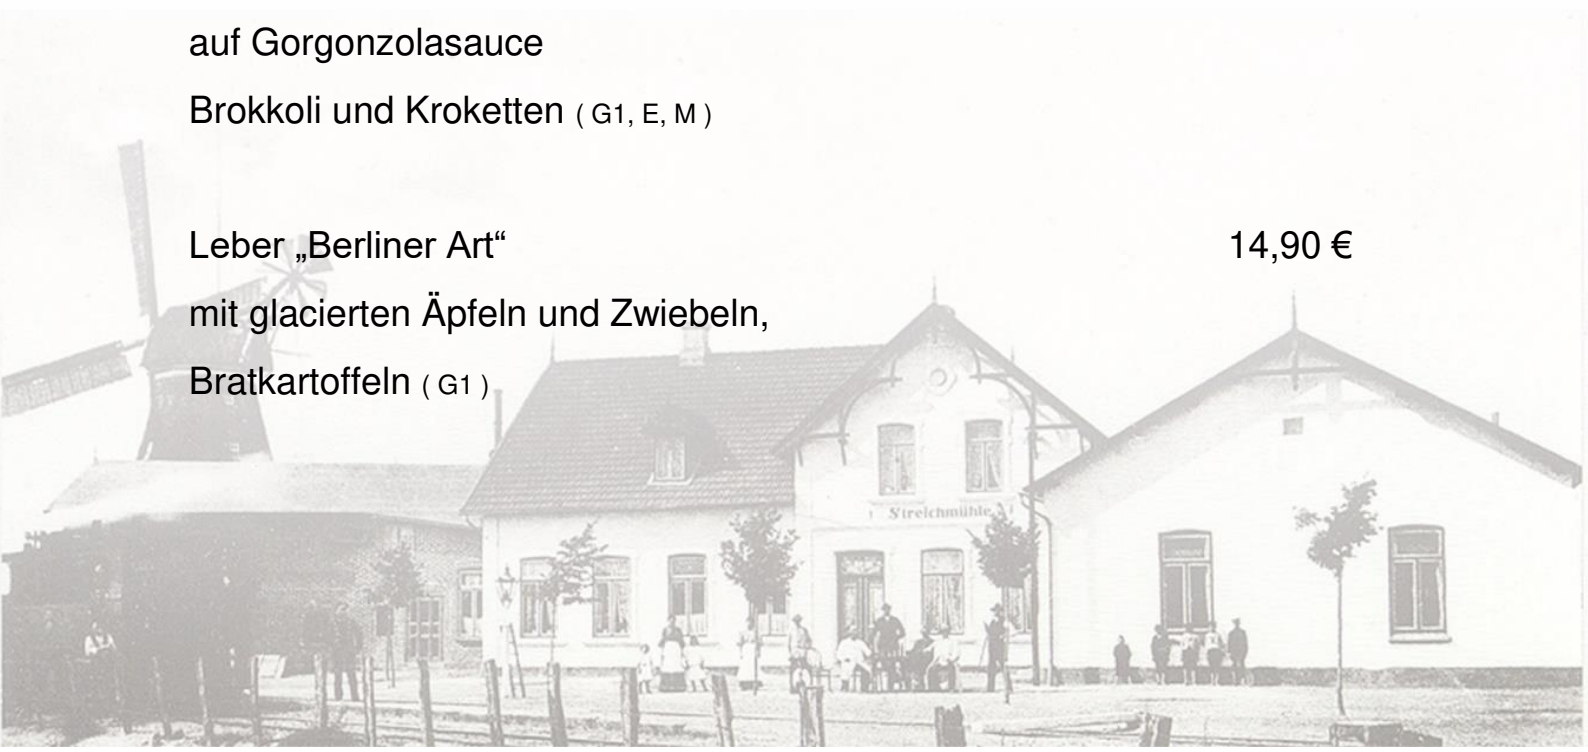 auf Gorgonzolasauce
Brokkoli und Kroketten ( G1, E, M )
Leber „Berliner Art“ 14,90 €
mit glacierten Äpfeln und Zwiebeln,
Bratkartoffeln ( G1 )
Streichmühle